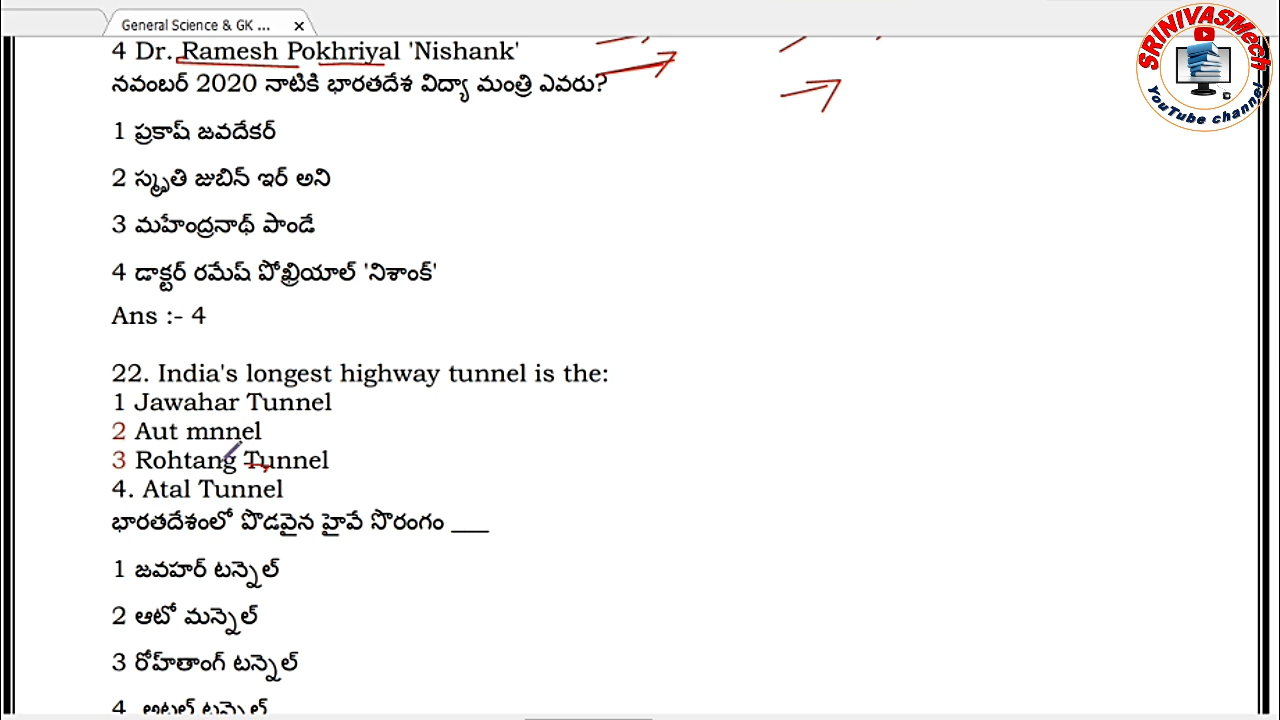 General Science & GK ...
SRINIVASMech
YouTube channel
4 Dr. Ramesh Pokhriyal 'Nishank'
నవంబర్ 2020 నాటికి భారతదేశ విద్యా మంత్రి ఎవరు?
1 ప్రకాష్ జవదేకర్
2 స్మృతి జుబిన్ ఇర్ అని
3 మహేంద్రనాథ్ పాండే
4 డాక్టర్ రమేష్ పోఖ్రియాల్ 'నిశాంక్'
Ans :- 4
22. India's longest highway tunnel is the:
1 Jawahar Tunnel
2 Aut mnnel
3 Rohtang Tunnel
4. Atal Tunnel
భారతదేశంలో పొడవైన హైవే సొరంగం ___
1 జవహర్ టన్నెల్
2 ఆటో మన్నెల్
3 రోహ్‌తాంగ్ టన్నెల్
4. అటల్ టన్నెల్